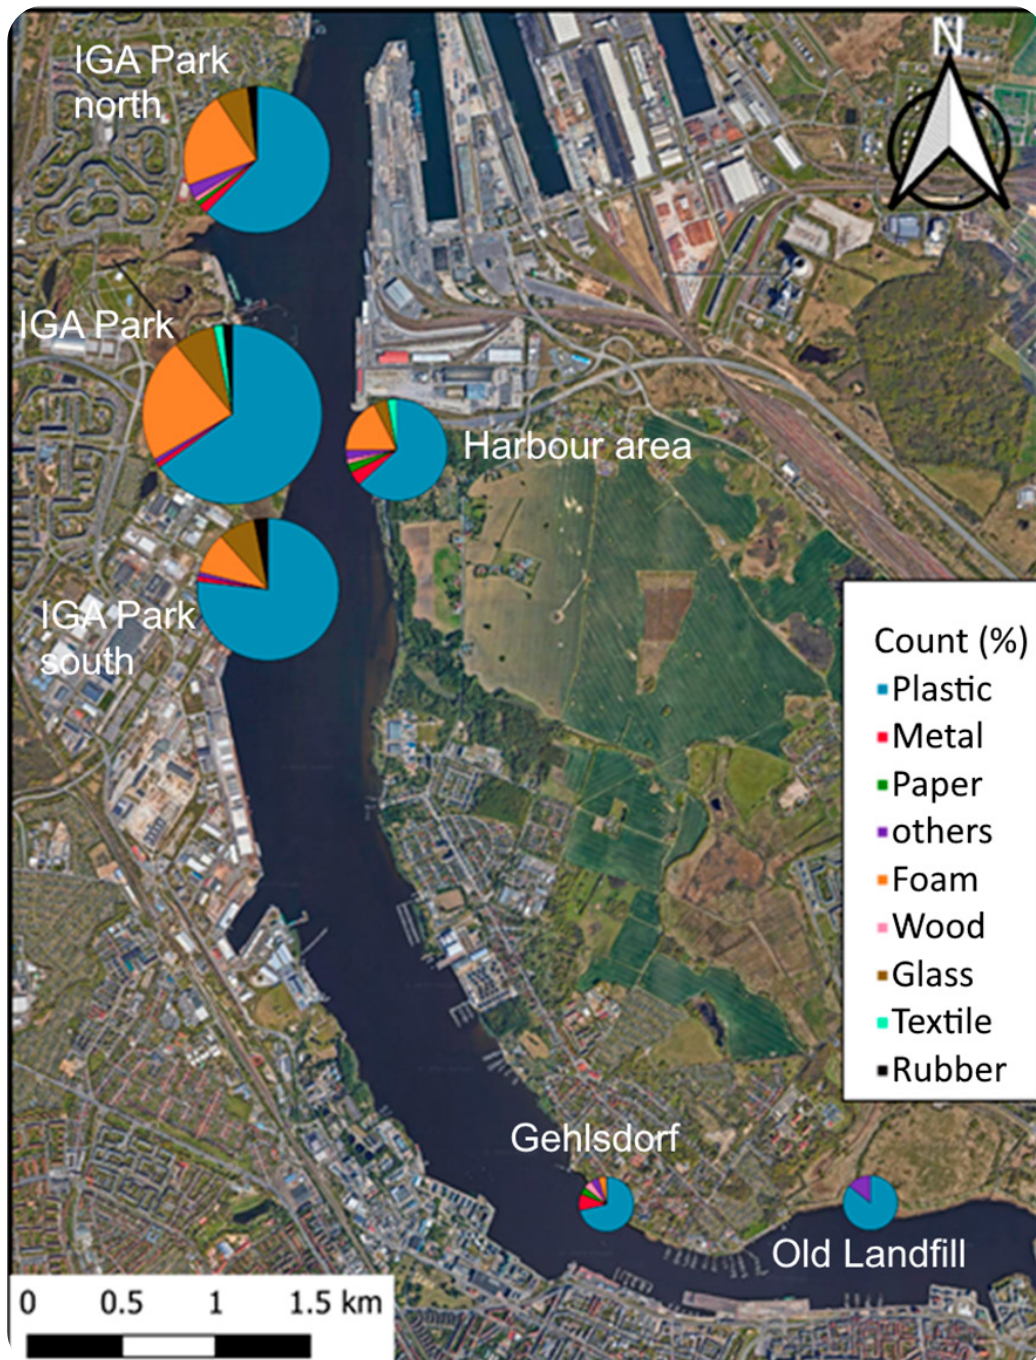 IGA Park
north
N
IGA Park
Harbour area
IGA Park
south
Count (%)
Plastic
Metal
Paper
others
Foam
Wood
Glass
Textile
Rubber
Gehlsdorf
Old Landfill
0 0.5 1 1.5 km